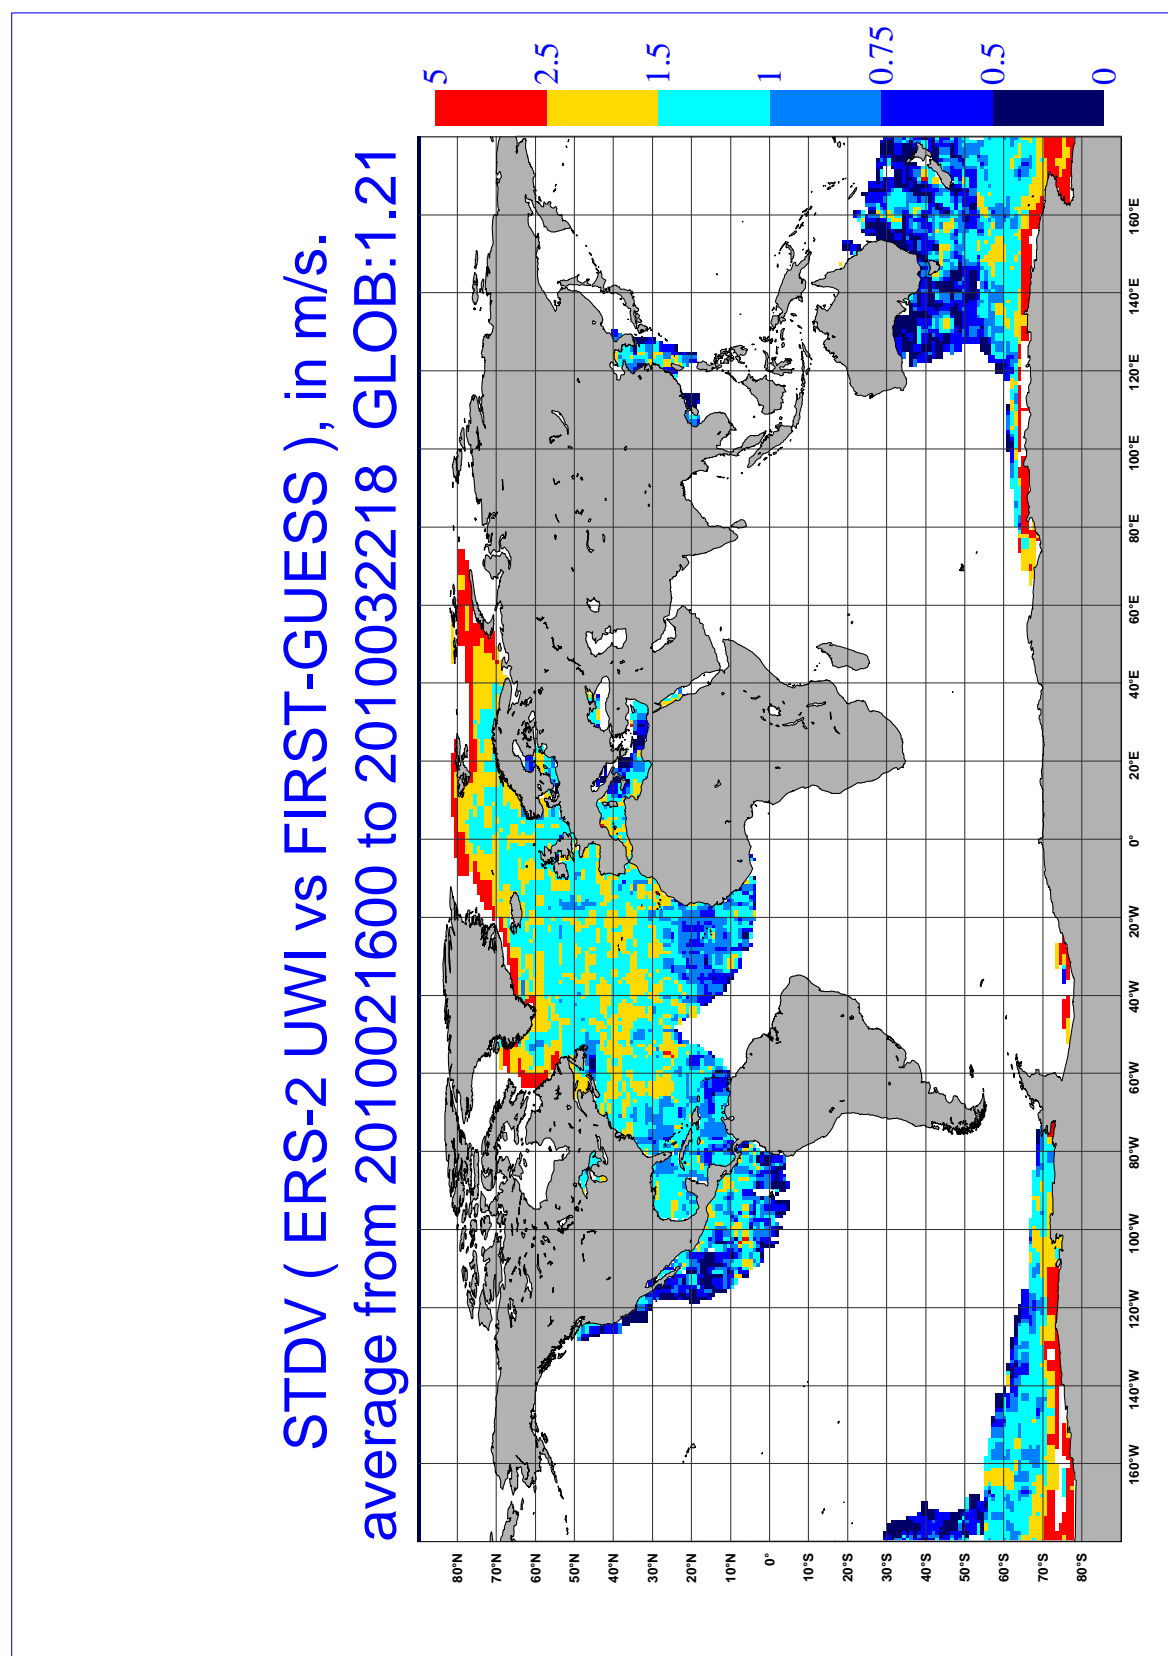 STDV ( ERS-2 UWI vs FIRST-GUESS ), in m/s.
average from 2010021600 to 2010032218 GLOB:1.21
0 0.5 0.75 1 1.5 2.5 5
80°N
70°N
60°N
50°N
40°N
30°N
20°N
10°N
0°
10°S
20°S
30°S
40°S
50°S
60°S
70°S
80°S
160°W 140°W 120°W 100°W 80°W 60°W 40°W 20°W 0° 20°E 40°E 60°E 80°E 100°E 120°E 140°E 160°E